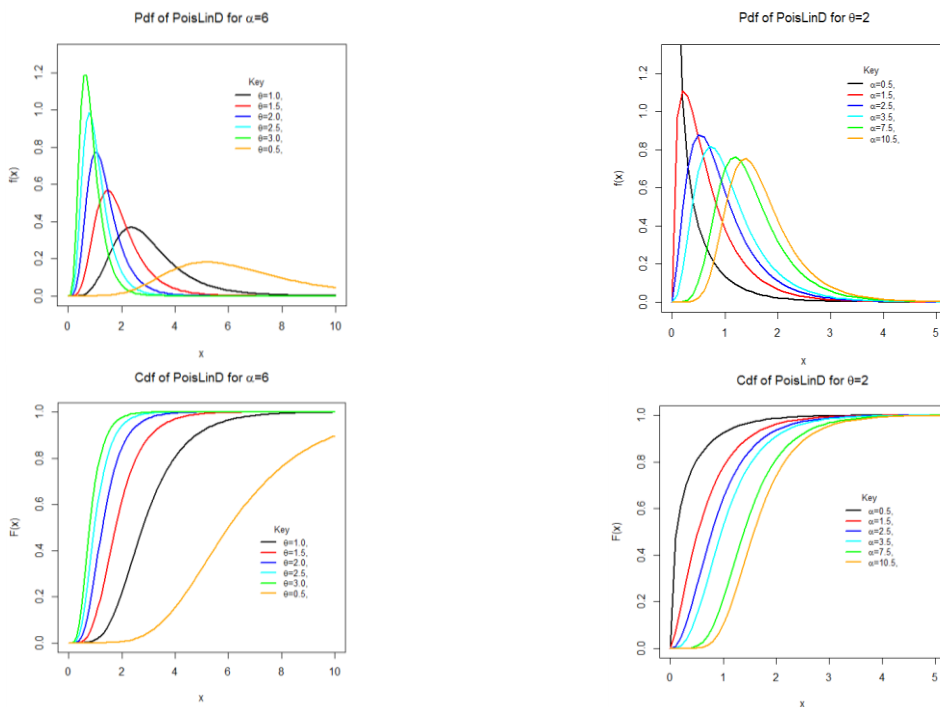 Pdf of PoisLinD for α=6
f(x)
1.2
1.0
0.8
0.6
0.4
0.2
0.0
Key
θ=1.0,
θ=1.5,
θ=2.0,
θ=2.5,
θ=3.0,
θ=0.5,
0 2 4 6 8 10
x
Pdf of PoisLinD for θ=2
f(x)
1.2
1.0
0.8
0.6
0.4
0.2
0.0
Key
α=0.5,
α=1.5,
α=2.5,
α=3.5,
α=7.5,
α=10.5,
0 1 2 3 4 5
x
Cdf of PoisLinD for α=6
F(x)
1.0
0.8
0.6
0.4
0.2
0.0
Key
θ=1.0,
θ=1.5,
θ=2.0,
θ=2.5,
θ=3.0,
θ=0.5,
0 2 4 6 8 10
x
Cdf of PoisLinD for θ=2
F(x)
1.0
0.8
0.6
0.4
0.2
0.0
Key
α=0.5,
α=1.5,
α=2.5,
α=3.5,
α=7.5,
α=10.5,
0 1 2 3 4 5
x